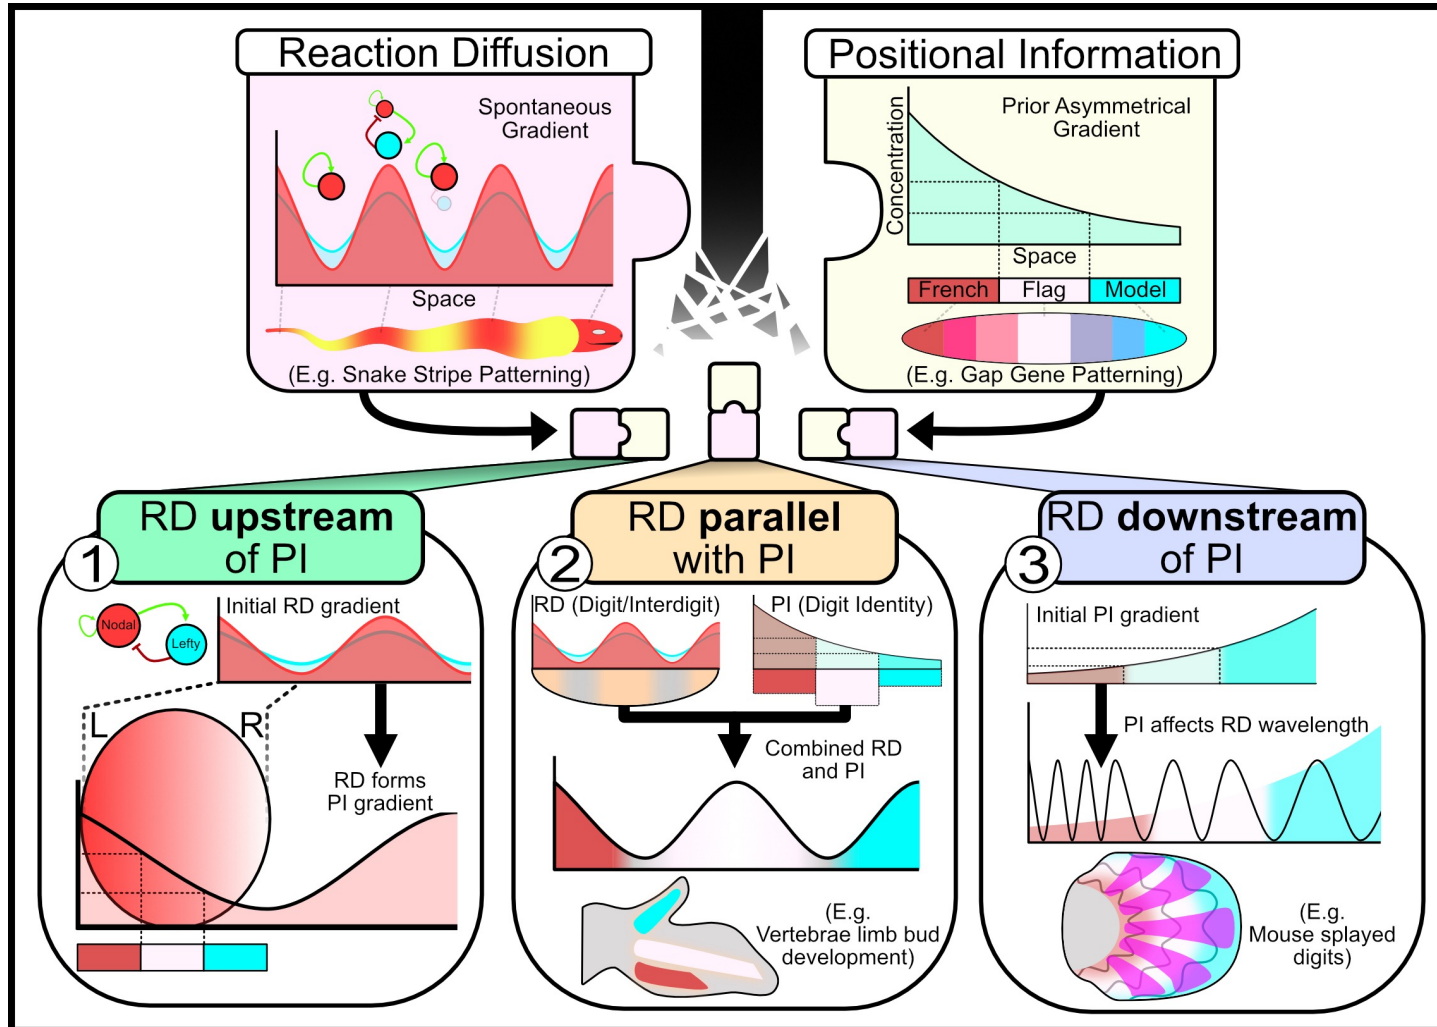 Reaction Diffusion
Spontaneous
Gradient
Space
(E.g. Snake Stripe Patterning)
Positional Information
Prior Asymmetrical
Gradient
Concentration
Space
French Flag Model
(E.g. Gap Gene Patterning)
1
RD upstream
of PI
Nodal
Lefty
Initial RD gradient
L
R
RD forms
PI gradient
2
RD parallel
with PI
RD (Digit/Interdigit)
PI (Digit Identity)
Combined RD
and PI
(E.g.
Vertebrae limb bud
development)
3
RD downstream
of PI
Initial PI gradient
PI affects RD wavelength
(E.g.
Mouse splayed
digits)